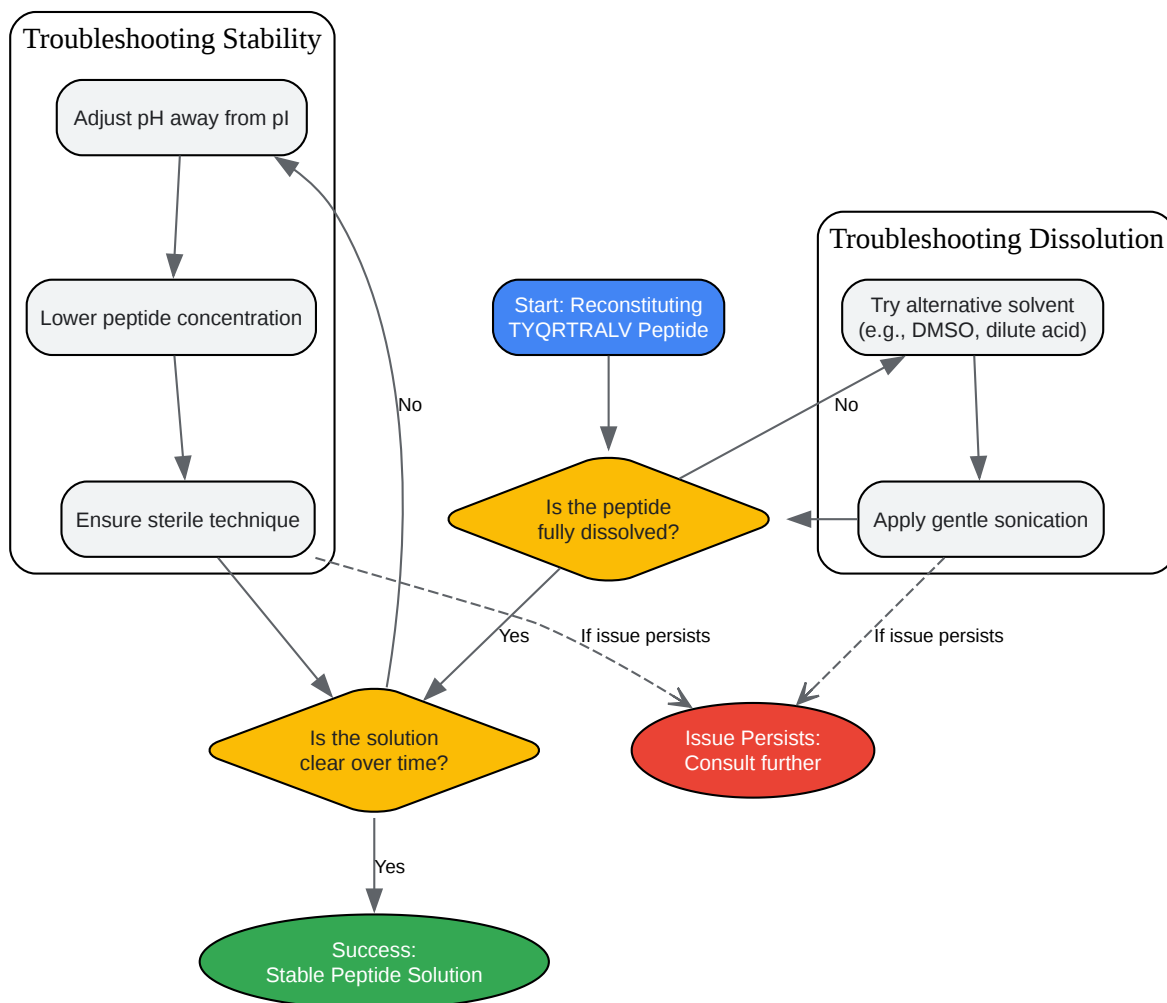 Troubleshooting Stability
Adjust pH away from pI
Lower peptide concentration
Ensure sterile technique
Troubleshooting Dissolution
Try alternative solvent
(e.g., DMSO, dilute acid)
Apply gentle sonication
Start: Reconstituting
TYQRTRALV Peptide
No
No
Is the peptide
fully dissolved?
Yes
If issue persists
If issue persists
Is the solution
clear over time?
Issue Persists:
Consult further
Yes
Success:
Stable Peptide Solution